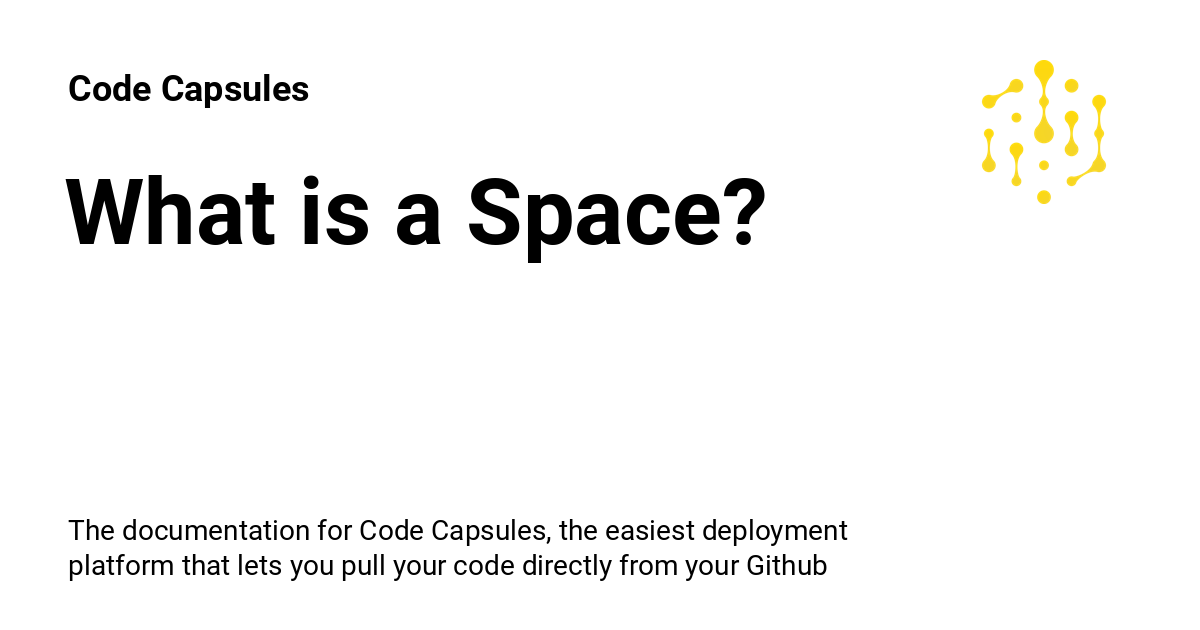 Code Capsules
What is a Space?
The documentation for Code Capsules, the easiest deployment
platform that lets you pull your code directly from your Github